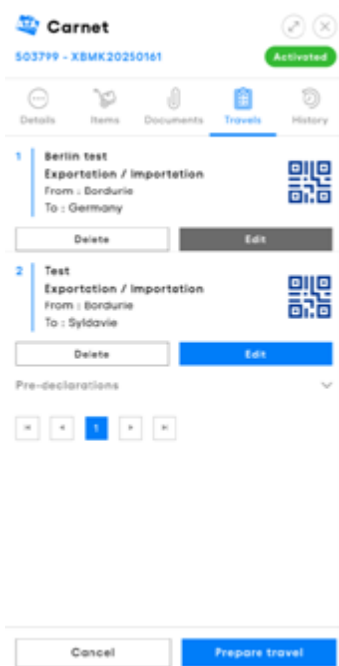 Carnet
503799 - XBMK20250161
Activated
Details Items Documents Travels History
1 Berlin test
Exportation / Importation
From : Bordurie
To : Germany
Delete Edit
2 Test
Exportation / Importation
From : Bordurie
To : Syldavie
Delete Edit
Pre-declarations
1
Cancel Prepare travel